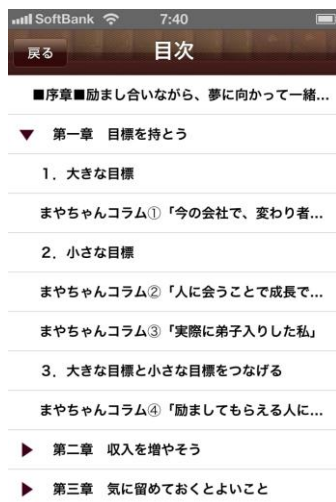 SoftBank 7:40
戻る 目次
■序章■励まし合いながら、夢に向かって一緒...
▼ 第一章 目標を持とう
1．大きな目標
まやちゃんコラム①「今の会社で、変わり者...
2．小さな目標
まやちゃんコラム②「人に会うことで成長で...
まやちゃんコラム③「実際に弟子入りした私」
3．大きな目標と小さな目標をつなげる
まやちゃんコラム④「励ましてもらえる人に...
▶ 第二章 収入を増やそう
▶ 第三章 気に留めておくとよいこと